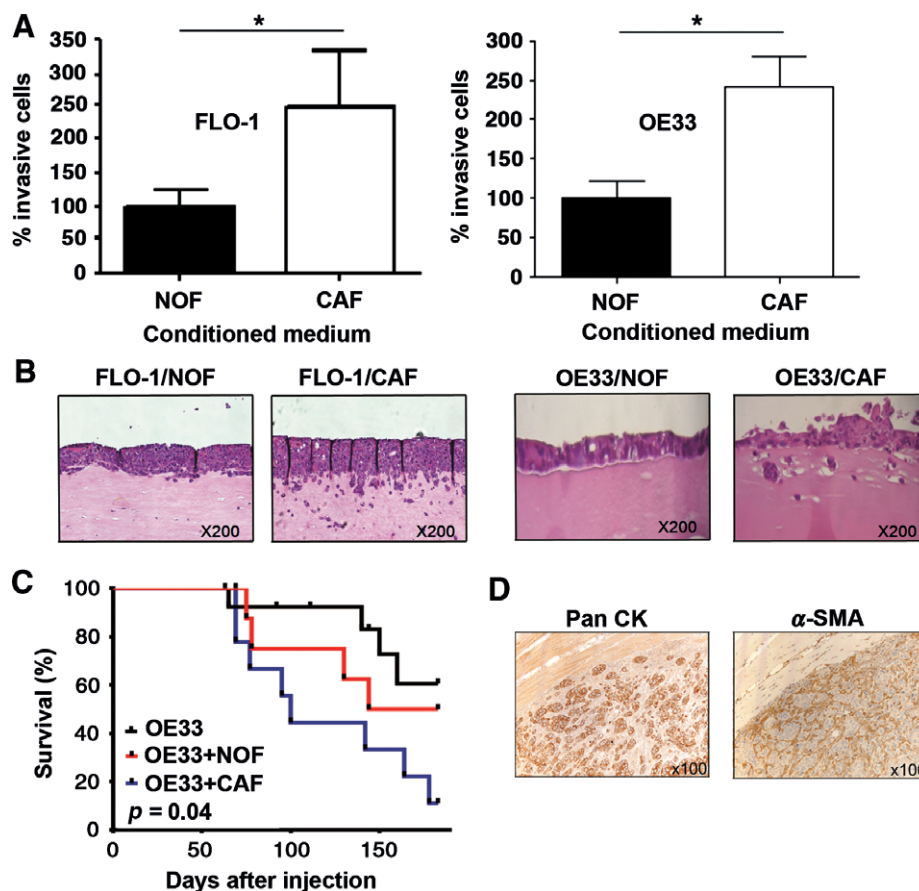 A
% invasive cells
350
300
250
200
150
100
50
0
FLO-1
*
NOF
CAF
Conditioned medium
% invasive cells
350
300
250
200
150
100
50
0
OE33
*
NOF
CAF
Conditioned medium
B
FLO-1/NOF
FLO-1/CAF
OE33/NOF
OE33/CAF
X200
X200
X200
X200
C
Survival (%)
100
80
60
40
20
0
OE33
OE33+NOF
OE33+CAF
p = 0.04
0
50
100
150
Days after injection
D
Pan CK
α-SMA
x100
x100